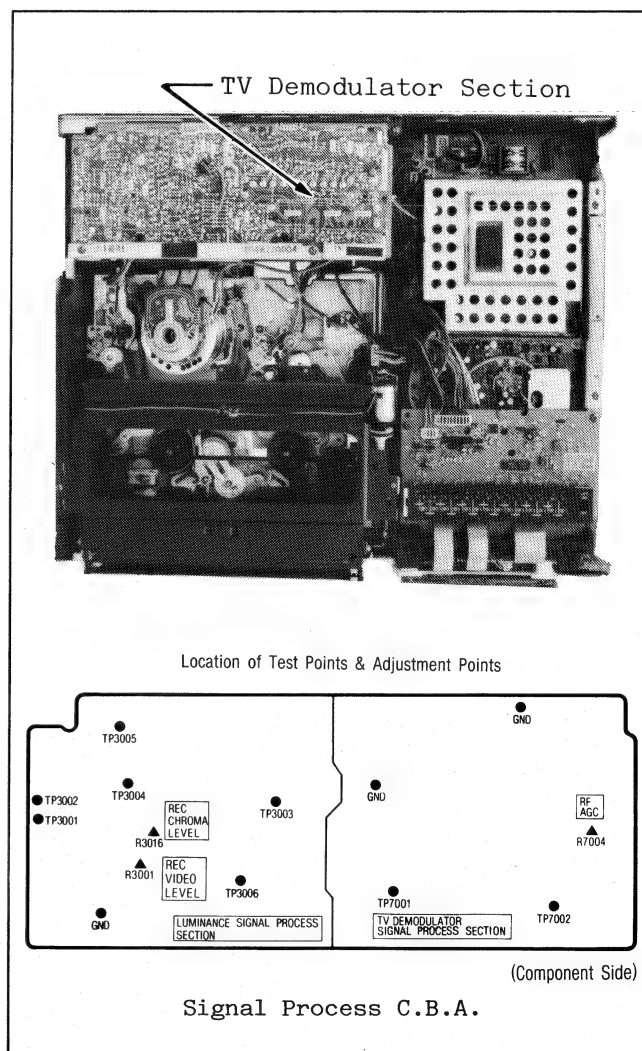 TV Demodulator Section
Location of Test Points & Adjustment Points
GND
TP3005
GND
TP3004
TP3002
TP3001
REC
CHROMA
LEVEL
TP3003
RF
AGC
R3016
R7004
R3001
REC
VIDEO
LEVEL
TP3006
TP7001
TP7002
GND
LUMINANCE SIGNAL PROCESS
SECTION
TV DEMODULATOR
SIGNAL PROCESS SECTION
(Component Side)
Signal Process C.B.A.